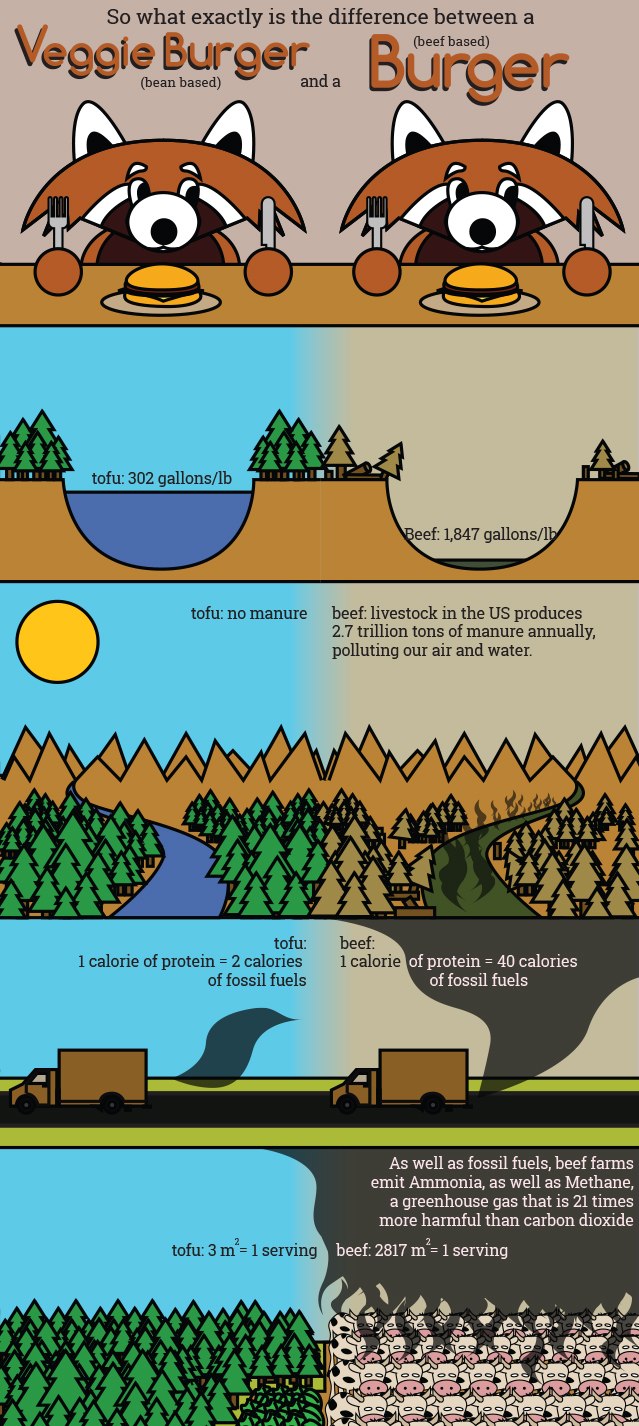 So what exactly is the difference between a
Veggie Burger
(bean based)
and a
(beef based)
Burger
tofu: 302 gallons/lb
Beef: 1,847 gallons/lb
tofu: no manure
beef: livestock in the US produces
2.7 trillion tons of manure annually,
polluting our air and water.
tofu:
1 calorie of protein = 2 calories
of fossil fuels
beef:
1 calorie of protein = 40 calories
of fossil fuels
As well as fossil fuels, beef farms
emit Ammonia, as well as Methane,
a greenhouse gas that is 21 times
more harmful than carbon dioxide
tofu: 3 m²= 1 serving
beef: 2817 m²= 1 serving